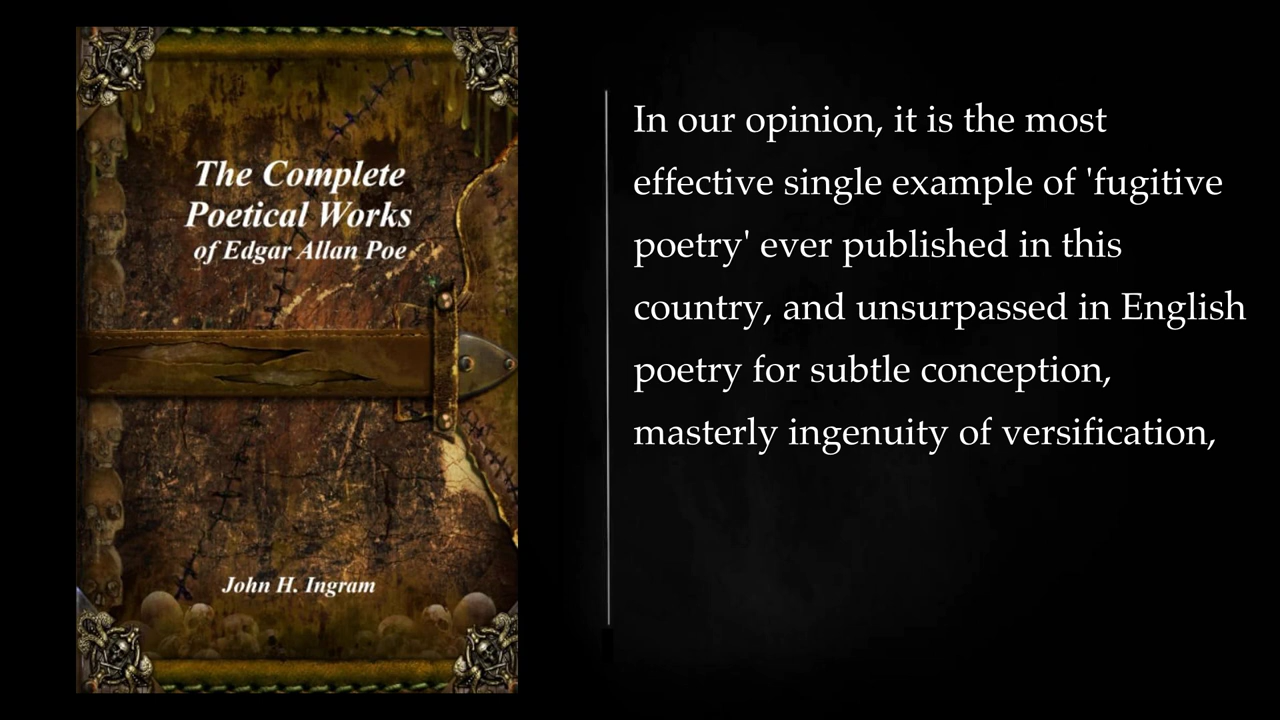 The Complete
Poetical Works
of Edgar Allan Poe
John H. Ingram
In our opinion, it is the most
effective single example of 'fugitive
poetry' ever published in this
country, and unsurpassed in English
poetry for subtle conception,
masterly ingenuity of versification,